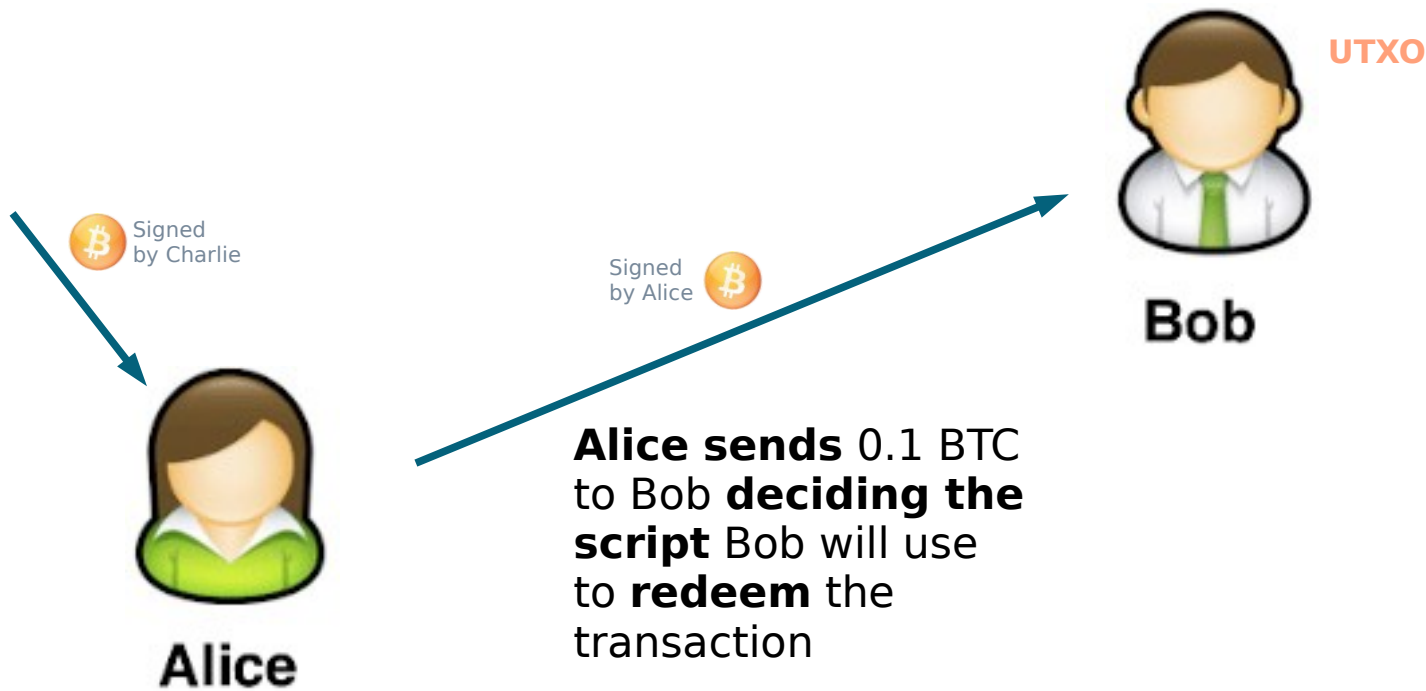 UTXO
Signed
by Charlie
Signed
by Alice
Bob
Alice sends 0.1 BTC
to Bob deciding the
script Bob will use
to redeem the
transaction
Alice